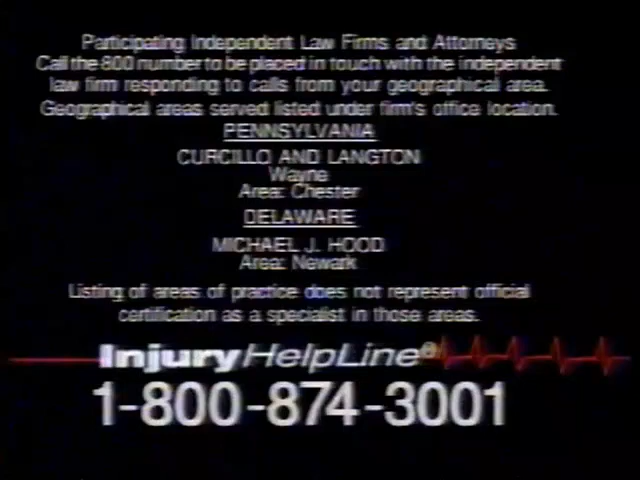 Participating Independent Law Firms and Attorneys
Call the 800 number to be placed in touch with the independent
law firm responding to calls from your geographical area.
Geographical areas served listed under firm's office location.
PENNSYLVANIA
CURCILLO AND LANGTON
Wayne
Area: Chester
DELAWARE
MICHAEL J. HOOD
Area: Newark
Listing of areas of practice does not represent official
certification as a specialist in those areas.
InjuryHelpLine®
1-800-874-3001